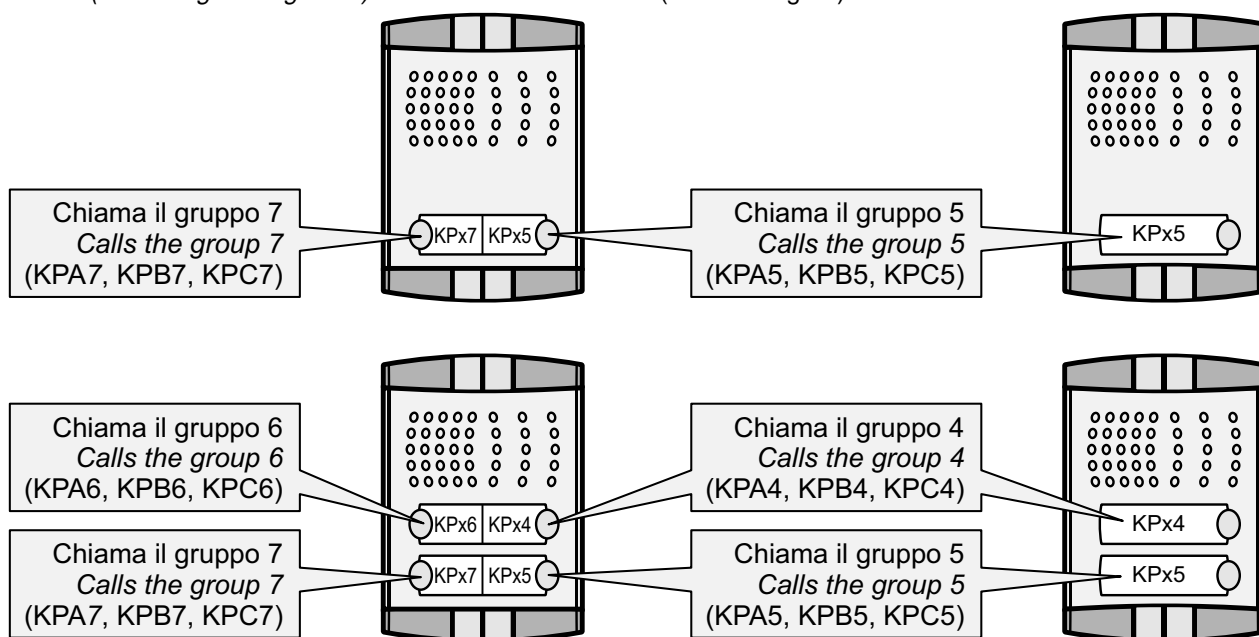 Chiama il gruppo 7
Calls the group 7
(KPA7, KPB7, KPC7)
KPx7 KPx5
Chiama il gruppo 5
Calls the group 5
(KPA5, KPB5, KPC5)
KPx5
Chiama il gruppo 6
Calls the group 6
(KPA6, KPB6, KPC6)
KPx6 KPx4
Chiama il gruppo 4
Calls the group 4
(KPA4, KPB4, KPC4)
KPx4
Chiama il gruppo 7
Calls the group 7
(KPA7, KPB7, KPC7)
KPx7 KPx5
Chiama il gruppo 5
Calls the group 5
(KPA5, KPB5, KPC5)
KPx5